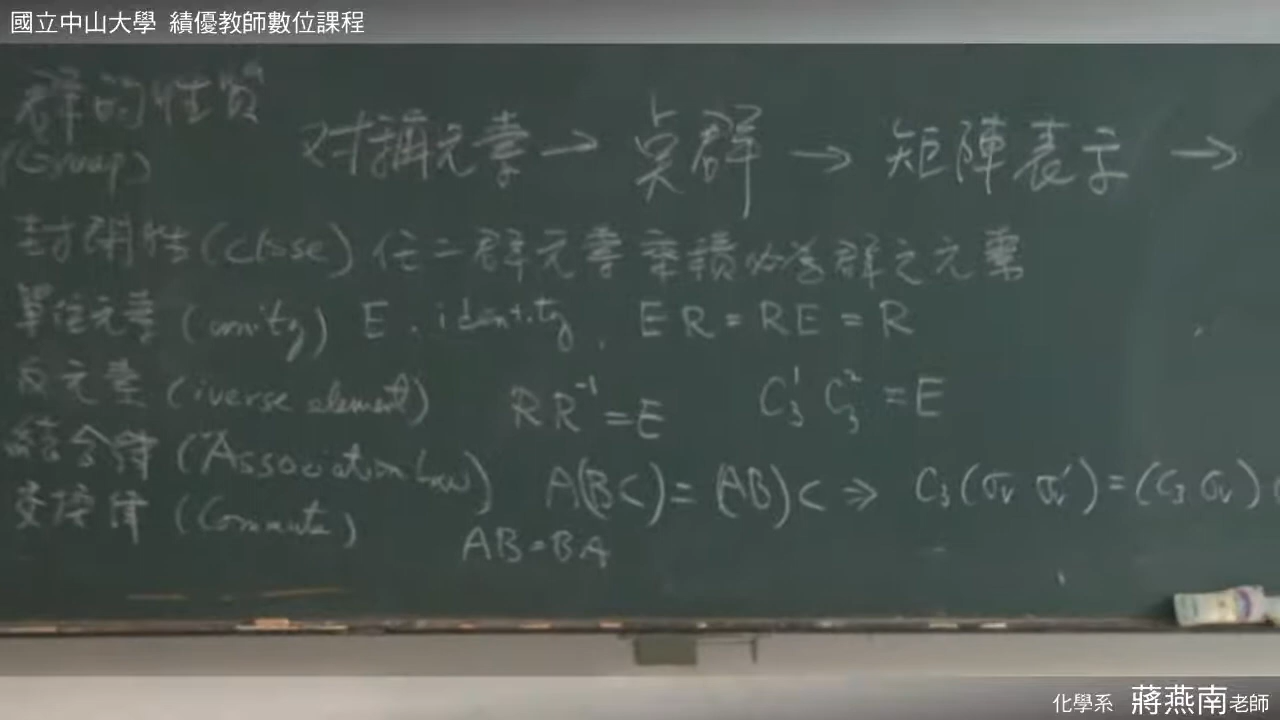 國立中山大學 績優教師數位課程
群的性質
(Group)
对稱元素 → 点群 → 矩陣表示 →
封閉性 (close) 任二群元素乘積必為群之元素
單位元素 (unity) E . identity , ER = RE = R
反元素 (iverse element) RR⁻¹ = E C₃¹ C₃² = E
結合律 (Association Law) A(BC) = (AB)C ⇒ C₃(σᵥ σᵥ') = (C₃ σᵥ)
交換律 (Commute) AB = BA
化學系 蔣燕南老師